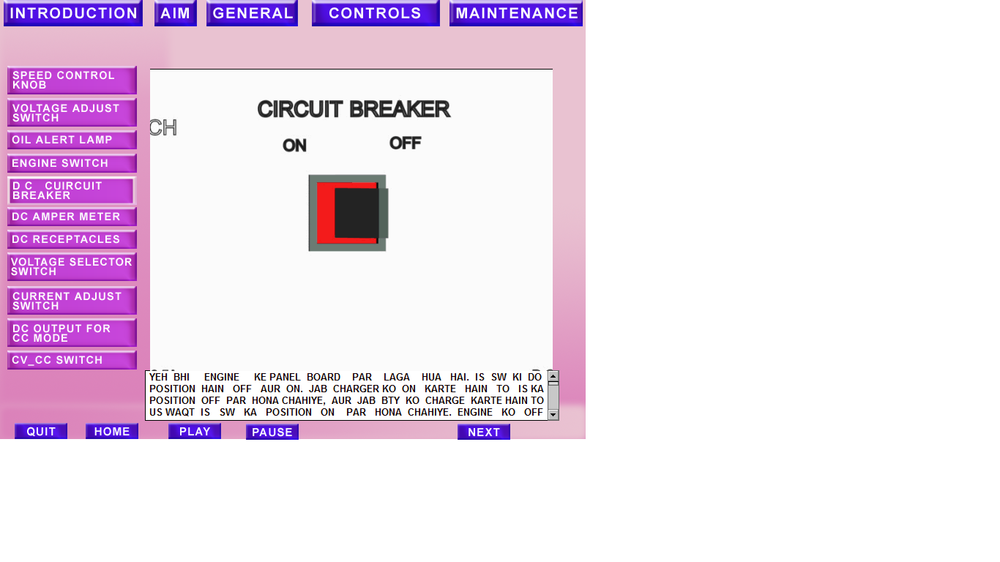 INTRODUCTION AIM GENERAL CONTROLS MAINTENANCE
SPEED CONTROL
KNOB
VOLTAGE ADJUST
SWITCH
OIL ALERT LAMP
ENGINE SWITCH
D C CUIRCUIT
BREAKER
DC AMPER METER
DC RECEPTACLES
VOLTAGE SELECTOR
SWITCH
CURRENT ADJUST
SWITCH
DC OUTPUT FOR
CC MODE
CV_CC SWITCH
CIRCUIT BREAKER
CH
ON OFF
YEH BHI ENGINE KE PANEL BOARD PAR LAGA HUA HAI. IS SW KI DO
POSITION HAIN OFF AUR ON. JAB CHARGER KO ON KARTE HAIN TO IS KA
POSITION OFF PAR HONA CHAHIYE, AUR JAB BTY KO CHARGE KARTE HAIN TO
US WAQT IS SW KA POSITION ON PAR HONA CHAHIYE. ENGINE KO OFF
QUIT HOME PLAY PAUSE NEXT